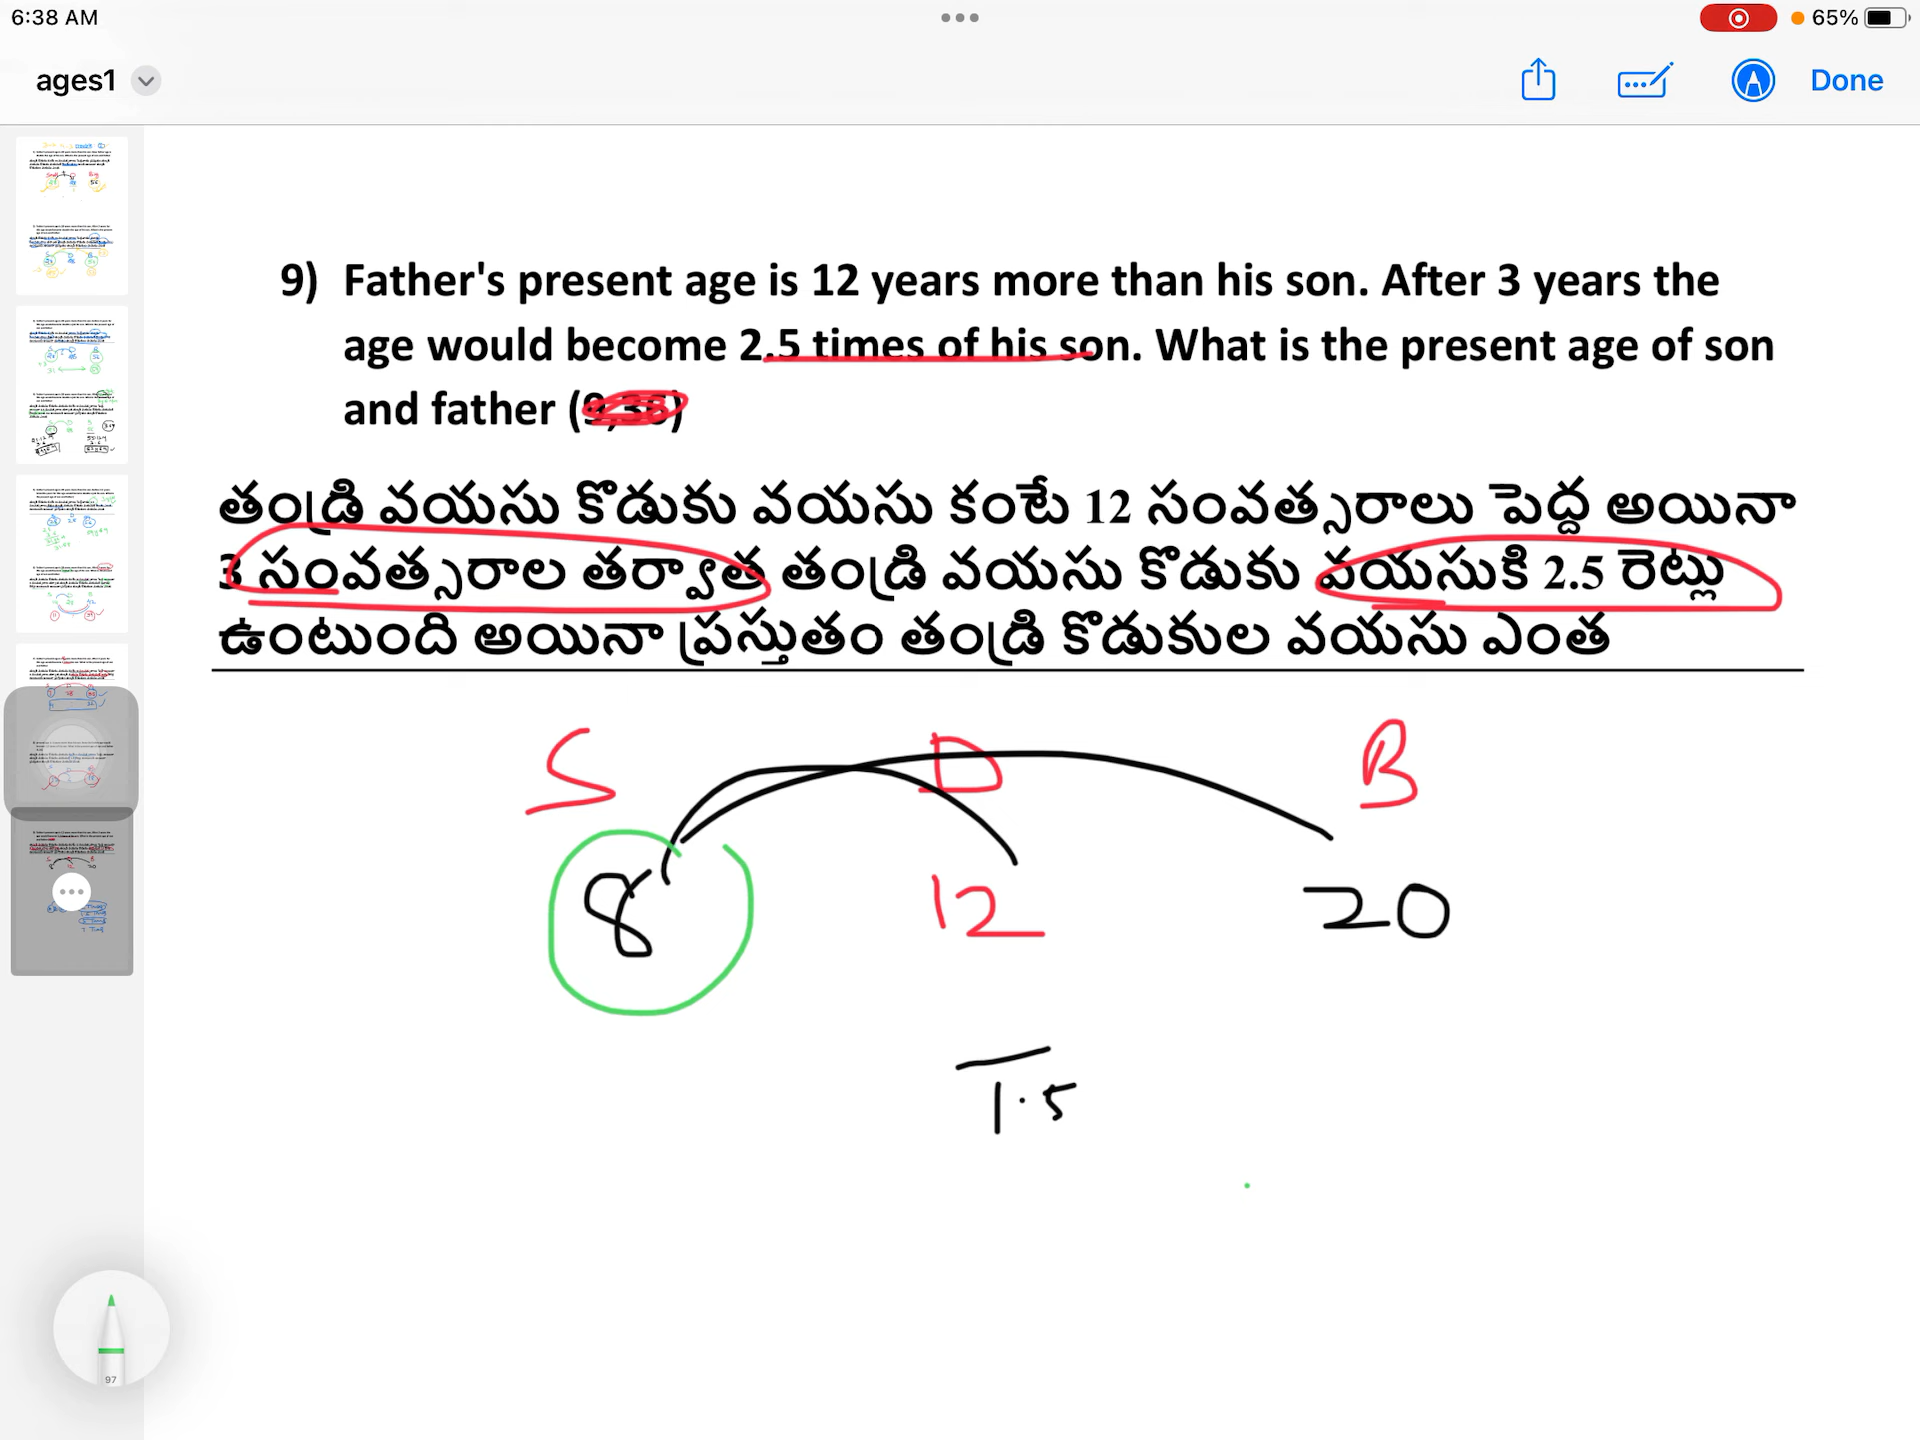 6:38 AM
65%
ages1
Done
9) Father's present age is 12 years more than his son. After 3 years the
age would become 2.5 times of his son. What is the present age of son
and father (9,36)
తండ్రి వయసు కొడుకు వయసు కంటే 12 సంవత్సరాలు పెద్ద అయినా
3 సంవత్సరాల తర్వాత తండ్రి వయసు కొడుకు వయసుకి 2.5 రెట్లు
ఉంటుంది అయినా ప్రస్తుతం తండ్రి కొడుకుల వయసు ఎంత
S D B
8 12 20
1.5
97